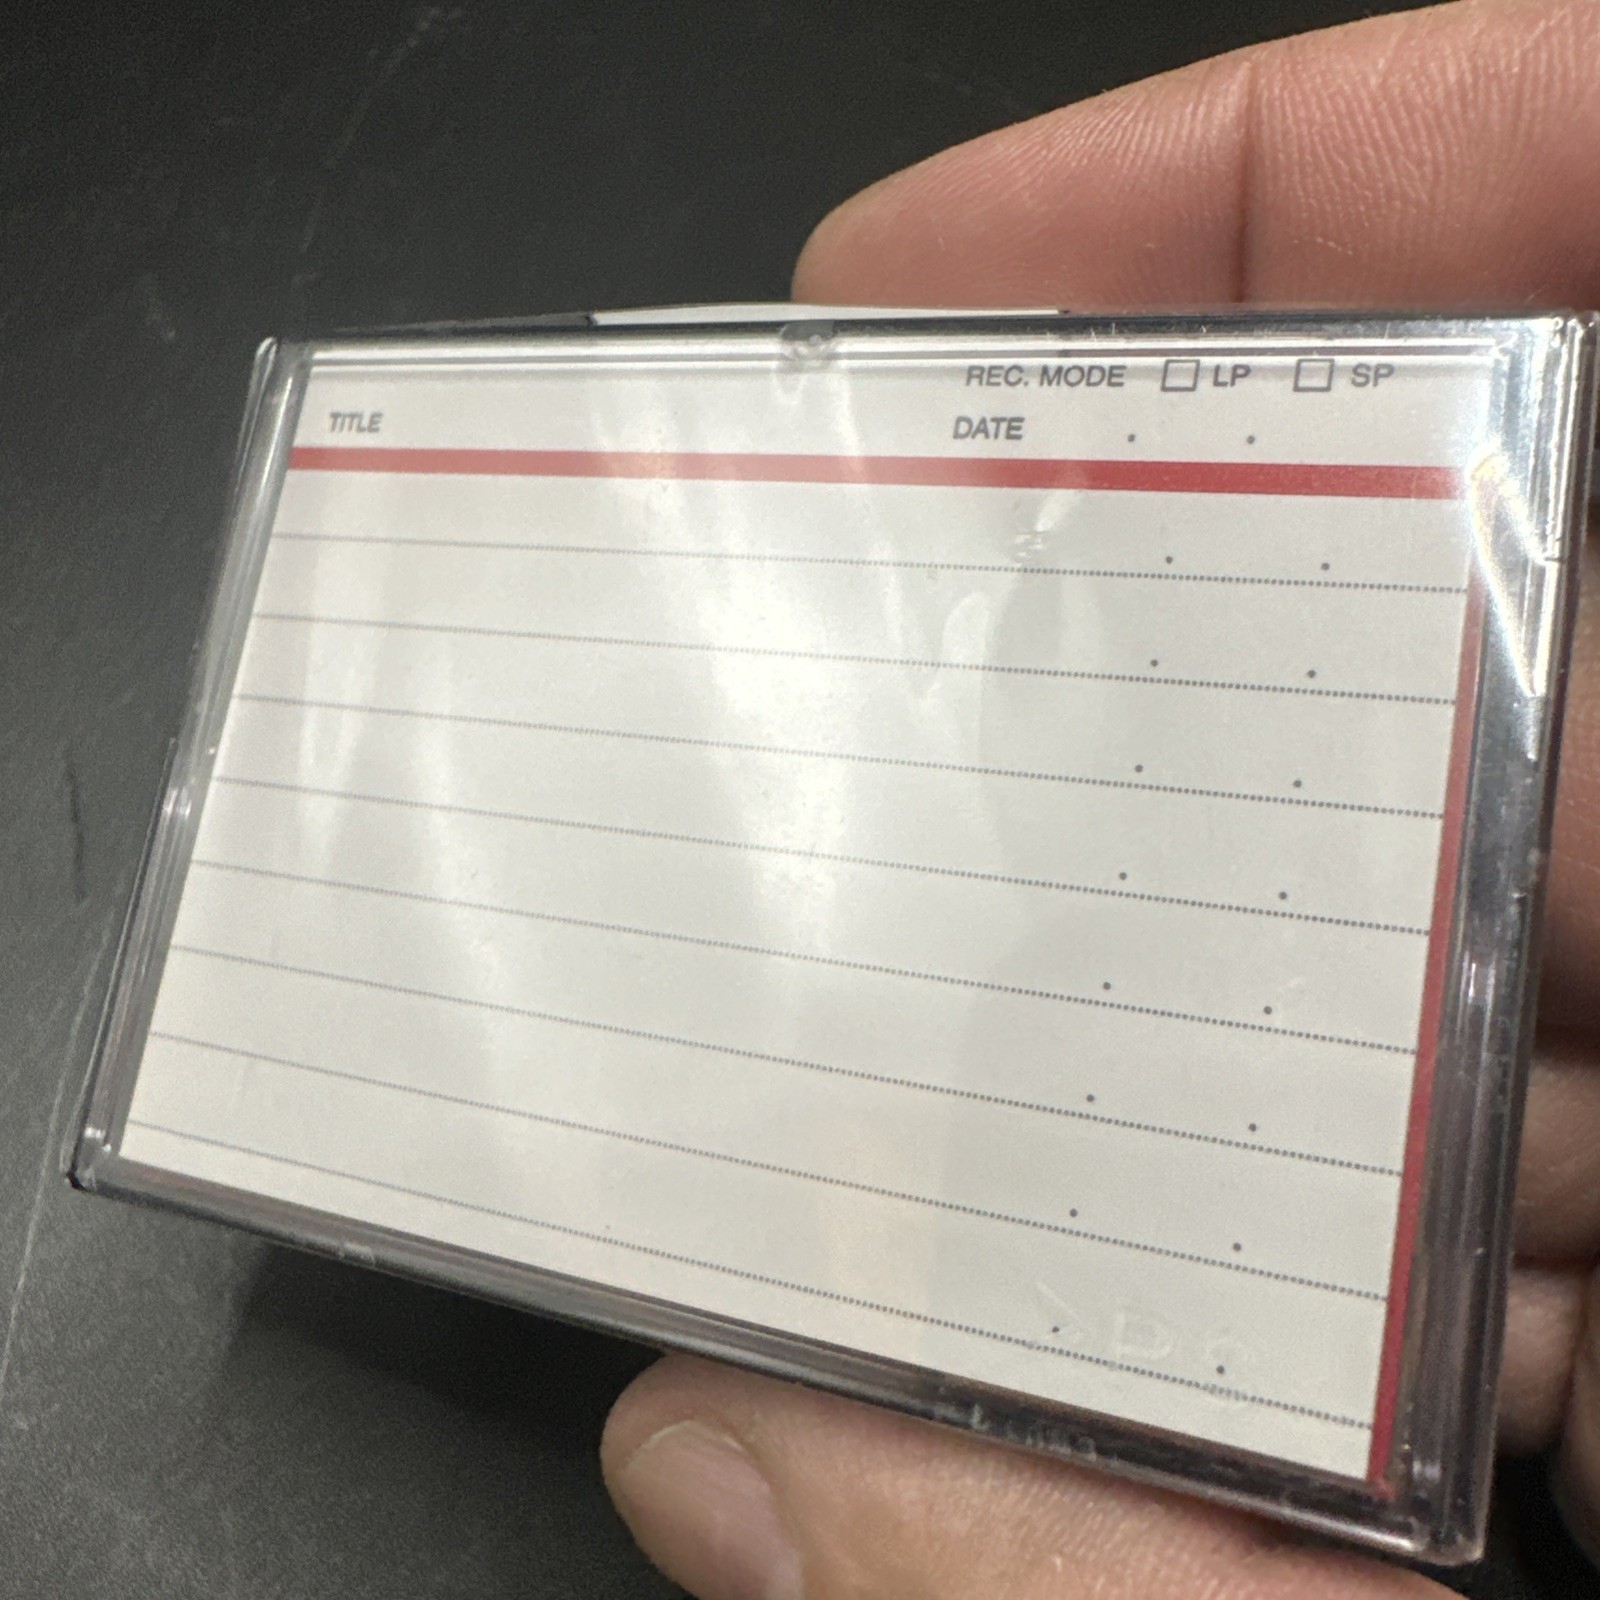 REC. MODE □ LP □ SP
TITLE DATE . .